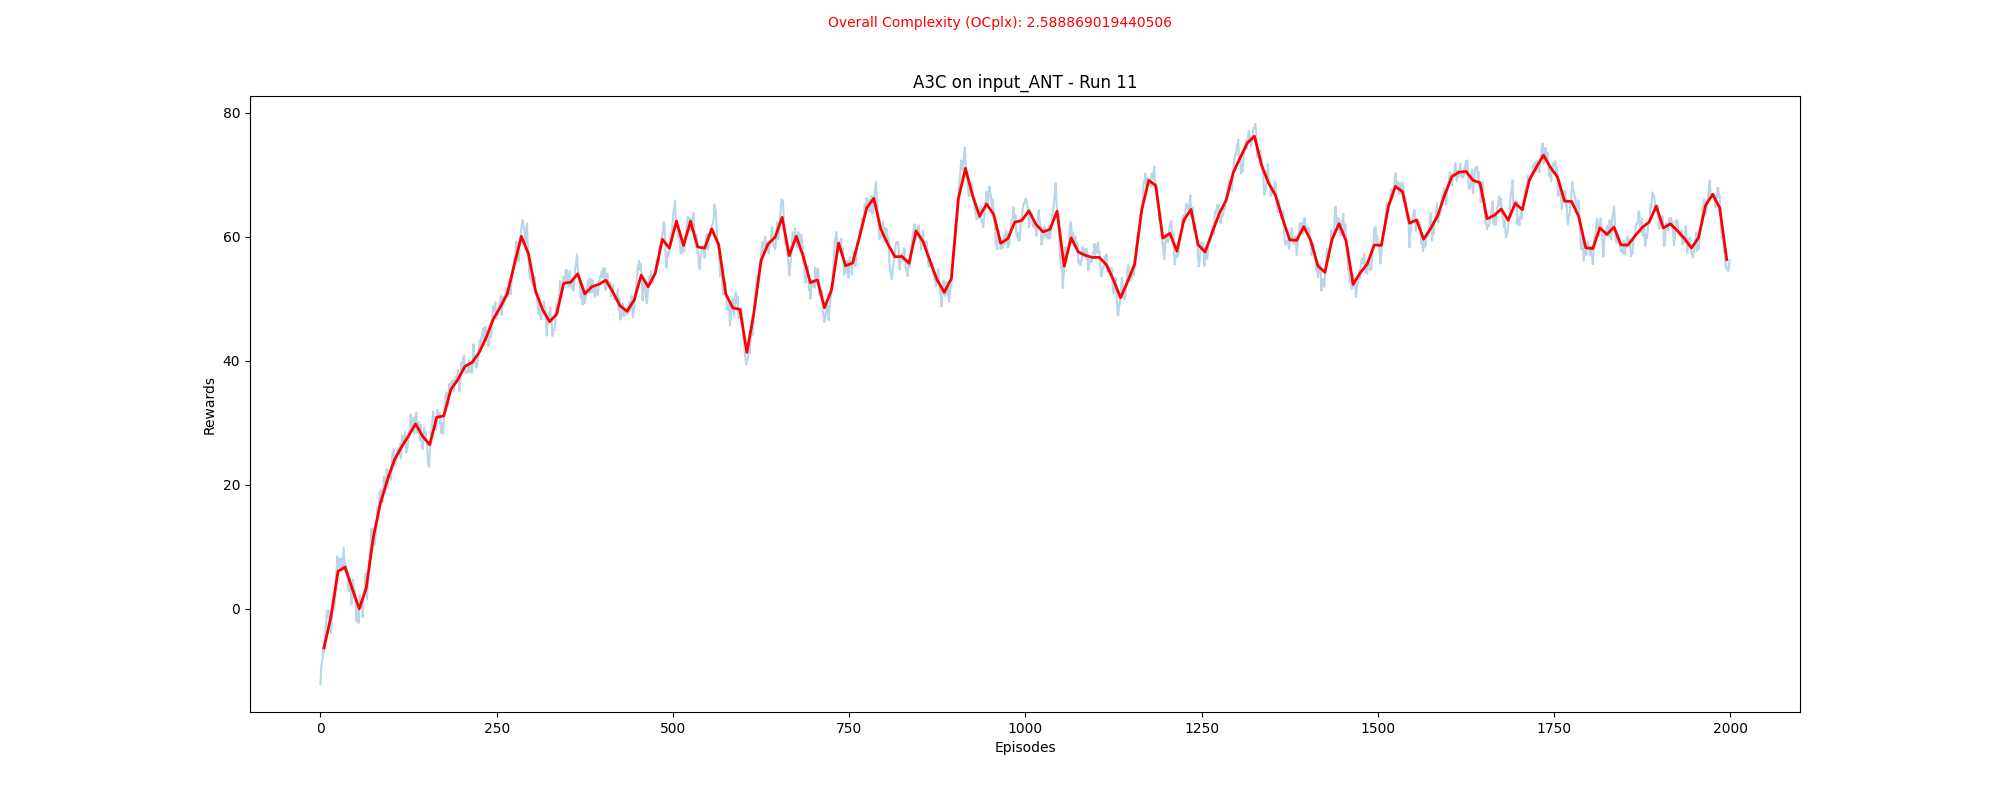 Overall Complexity (OCplx): 2.588869019440506
A3C on input_ANT - Run 11
80
60
40
20
0
Rewards
0 250 500 750 1000 1250 1500 1750 2000
Episodes